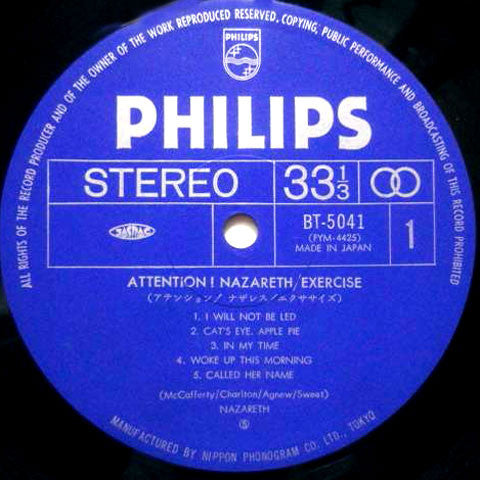 ALL RIGHTS OF THE RECORD PRODUCER AND OF THE OWNER OF THE WORK REPRODUCED RESERVED. COPYING, PUBLIC PERFORMANCE AND BROADCASTING OF THIS RECORD PROHIBITED
PHILIPS
PHILIPS
STEREO 33 1/3
BT-5041
(FYM-4425)
MADE IN JAPAN
JASRAC
1
ATTENTION! NAZARETH/EXERCISE
(アテンション! ナザレス/エクササイズ)
1. I WILL NOT BE LED
2. CAT'S EYE. APPLE PIE
3. IN MY TIME
4. WOKE UP THIS MORNING
5. CALLED HER NAME
(McCafferty/Charlton/Agnew/Sweet)
NAZARETH
Ⓢ
MANUFACTURED BY NIPPON PHONOGRAM CO. LTD., TOKYO